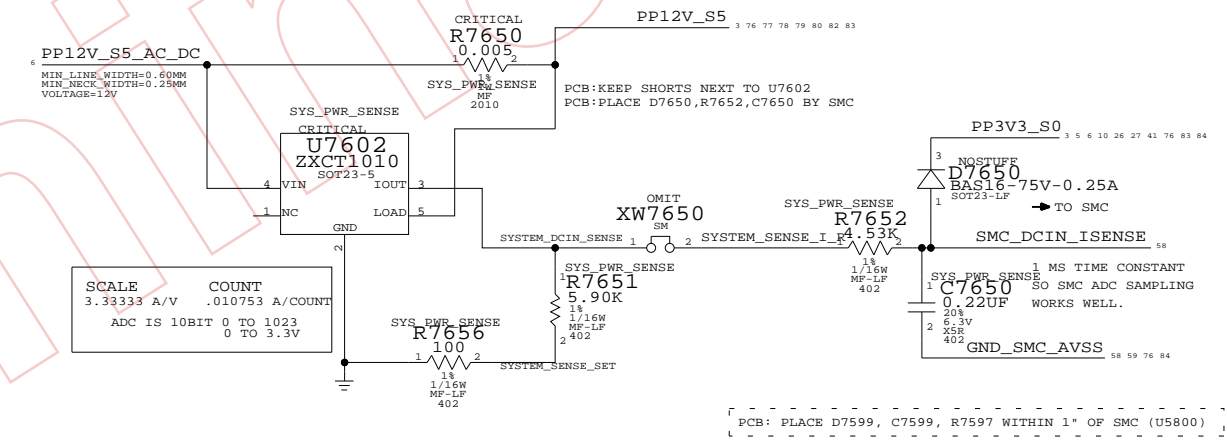 CRITICAL
R7650
0.005
1 2
1%
1W
MF
2010
SYS_PWR_SENSE
PP12V_S5
3 76 77 78 79 80 82 83
6
PP12V_S5_AC_DC
MIN_LINE_WIDTH=0.60MM
MIN_NECK_WIDTH=0.25MM
VOLTAGE=12V
PCB:KEEP SHORTS NEXT TO U7602
PCB:PLACE D7650,R7652,C7650 BY SMC
SYS_PWR_SENSE
CRITICAL
U7602
ZXCT1010
SOT23-5
4 VIN IOUT 3
1 NC LOAD 5
GND
2
PP3V3_S0
3 5 6 10 26 27 41 76 83 84
3
NOSTUFF
D7650
BAS16-75V-0.25A
SOT23-LF
1
TO SMC
OMIT
XW7650
SM
SYSTEM_DCIN_SENSE
1 2
SYSTEM_SENSE_I_R
SYS_PWR_SENSE
R7652
4.53K
1 2
1%
1/16W
MF-LF
402
SMC_DCIN_ISENSE
58
1 MS TIME CONSTANT
SO SMC ADC SAMPLING
WORKS WELL.
SYS_PWR_SENSE
1
C7650
0.22UF
20%
6.3V
X5R
402
2
GND_SMC_AVSS
58 59 76 84
SYS_PWR_SENSE
1
R7651
5.90K
1%
1/16W
MF-LF
402
2
SCALE COUNT
3.33333 A/V .010753 A/COUNT
ADC IS 10BIT 0 TO 1023
0 TO 3.3V
SYS_PWR_SENSE
R7656
100
1 2
1%
1/16W
MF-LF
402
SYSTEM_SENSE_SET
PCB: PLACE D7599, C7599, R7597 WITHIN 1" OF SMC (U5800)